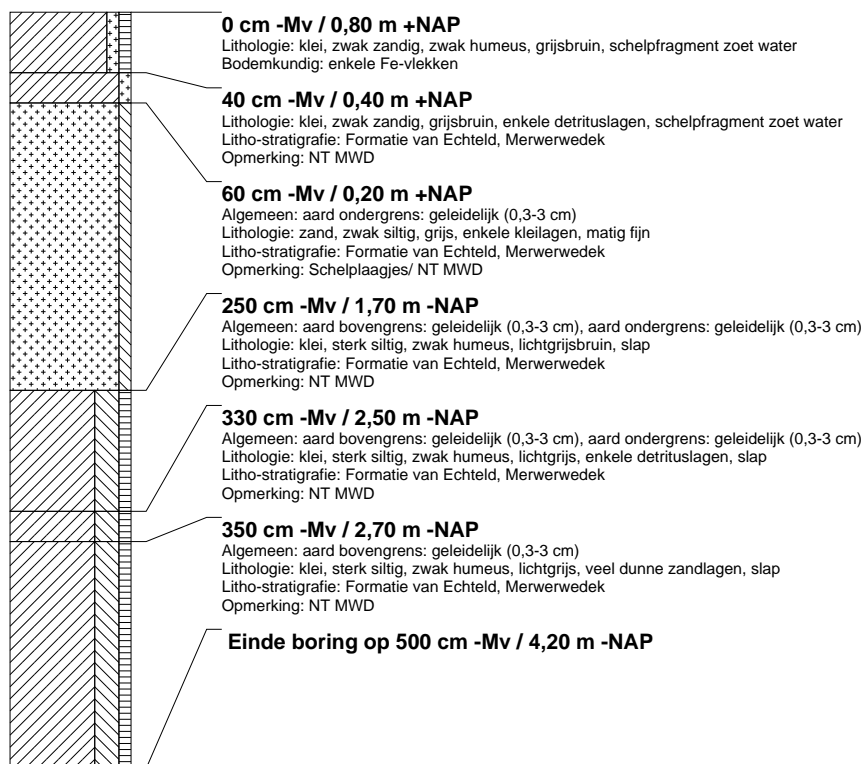 0 cm -Mv / 0,80 m +NAP
Lithologie: klei, zwak zandig, zwak humeus, grijsbruin, schelpfragment zoet water
Bodemkundig: enkele Fe-vlekken
40 cm -Mv / 0,40 m +NAP
Lithologie: klei, zwak zandig, grijsbruin, enkele detrituslagen, schelpfragment zoet water
Litho-stratigrafie: Formatie van Echteld, Merwerwedek
Opmerking: NT MWD
60 cm -Mv / 0,20 m +NAP
Algemeen: aard ondergrens: geleidelijk (0,3-3 cm)
Lithologie: zand, zwak siltig, grijs, enkele kleilagen, matig fijn
Litho-stratigrafie: Formatie van Echteld, Merwerwedek
Opmerking: Schelplaagjes/ NT MWD
250 cm -Mv / 1,70 m -NAP
Algemeen: aard bovengrens: geleidelijk (0,3-3 cm), aard ondergrens: geleidelijk (0,3-3 cm)
Lithologie: klei, sterk siltig, zwak humeus, lichtgrijsbruin, slap
Litho-stratigrafie: Formatie van Echteld, Merwerwedek
Opmerking: NT MWD
330 cm -Mv / 2,50 m -NAP
Algemeen: aard bovengrens: geleidelijk (0,3-3 cm), aard ondergrens: geleidelijk (0,3-3 cm)
Lithologie: klei, sterk siltig, zwak humeus, lichtgrijs, enkele detrituslagen, slap
Litho-stratigrafie: Formatie van Echteld, Merwerwedek
Opmerking: NT MWD
350 cm -Mv / 2,70 m -NAP
Algemeen: aard bovengrens: geleidelijk (0,3-3 cm)
Lithologie: klei, sterk siltig, zwak humeus, lichtgrijs, veel dunne zandlagen, slap
Litho-stratigrafie: Formatie van Echteld, Merwerwedek
Opmerking: NT MWD
Einde boring op 500 cm -Mv / 4,20 m -NAP